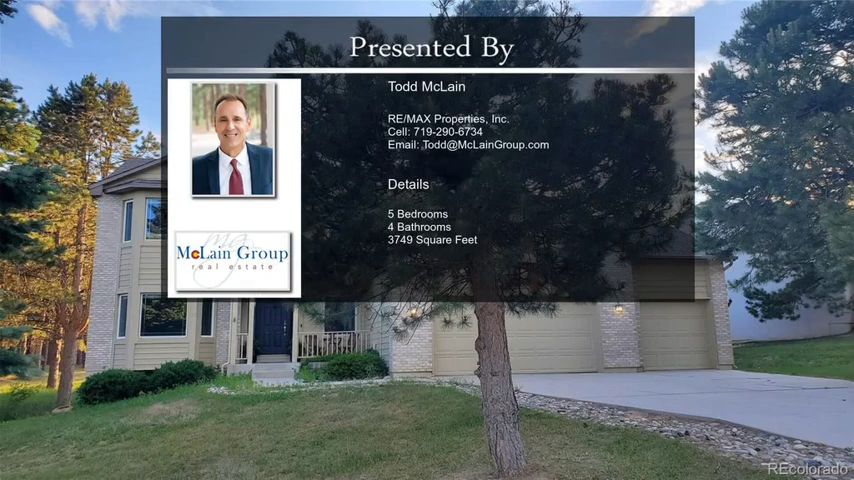 Presented By
Todd McLain
RE/MAX Properties, Inc.
Cell: 719-290-6734
Email: Todd@McLainGroup.com
Details
5 Bedrooms
4 Bathrooms
3749 Square Feet
mg
McLain Group
real estate
REcolorado